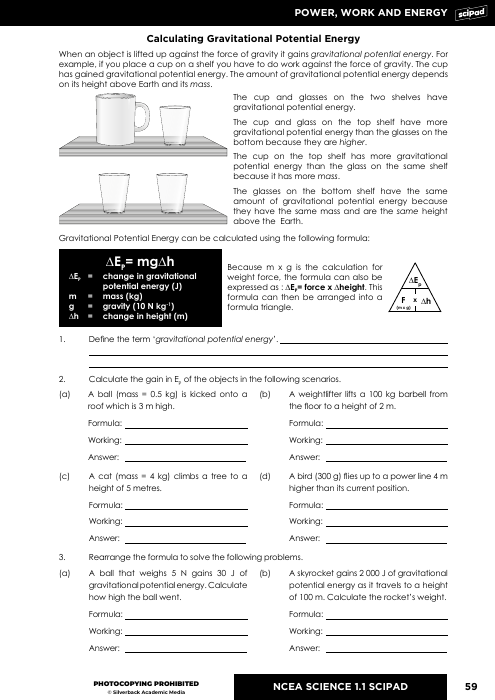 POWER, WORK AND ENERGY
scipad
Calculating Gravitational Potential Energy
When an object is lifted up against the force of gravity it gains gravitational potential energy. For
example, if you place a cup on a shelf you have to do work against the force of gravity. The cup
has gained gravitational potential energy. The amount of gravitational potential energy depends
on its height above Earth and its mass.
The cup and glasses on the two shelves have
gravitational potential energy.
The cup and glass on the top shelf have more
gravitational potential energy than the glasses on the
bottom because they are higher.
The cup on the top shelf has more gravitational
potential energy than the glass on the same shelf
because it has more mass.
The glasses on the bottom shelf have the same
amount of gravitational potential energy because
they have the same mass and are the same height
above the Earth.
Gravitational Potential Energy can be calculated using the following formula:
ΔEₚ= mgΔh
ΔEₚ = change in gravitational
potential energy (J)
m = mass (kg)
g = gravity (10 N kg⁻¹)
Δh = change in height (m)
Because m x g is the calculation for
weight force, the formula can also be
expressed as : ΔEₚ= force x Δheight. This
formula can then be arranged into a
formula triangle.
ΔEₚ
F x Δh
(m x g)
1. Define the term ‘gravitational potential energy’.
2. Calculate the gain in Eₚ of the objects in the following scenarios.
(a) A ball (mass = 0.5 kg) is kicked onto a
roof which is 3 m high.
Formula:
Working:
Answer:
(b) A weightlifter lifts a 100 kg barbell from
the floor to a height of 2 m.
Formula:
Working:
Answer:
(c) A cat (mass = 4 kg) climbs a tree to a
height of 5 metres.
Formula:
Working:
Answer:
(d) A bird (300 g) flies up to a power line 4 m
higher than its current position.
Formula:
Working:
Answer:
3. Rearrange the formula to solve the following problems.
(a) A ball that weighs 5 N gains 30 J of
gravitational potential energy. Calculate
how high the ball went.
Formula:
Working:
Answer:
(b) A skyrocket gains 2 000 J of gravitational
potential energy as it travels to a height
of 100 m. Calculate the rocket's weight.
Formula:
Working:
Answer:
PHOTOCOPYING PROHIBITED
© Silverback Academic Media
NCEA SCIENCE 1.1 SCIPAD
59